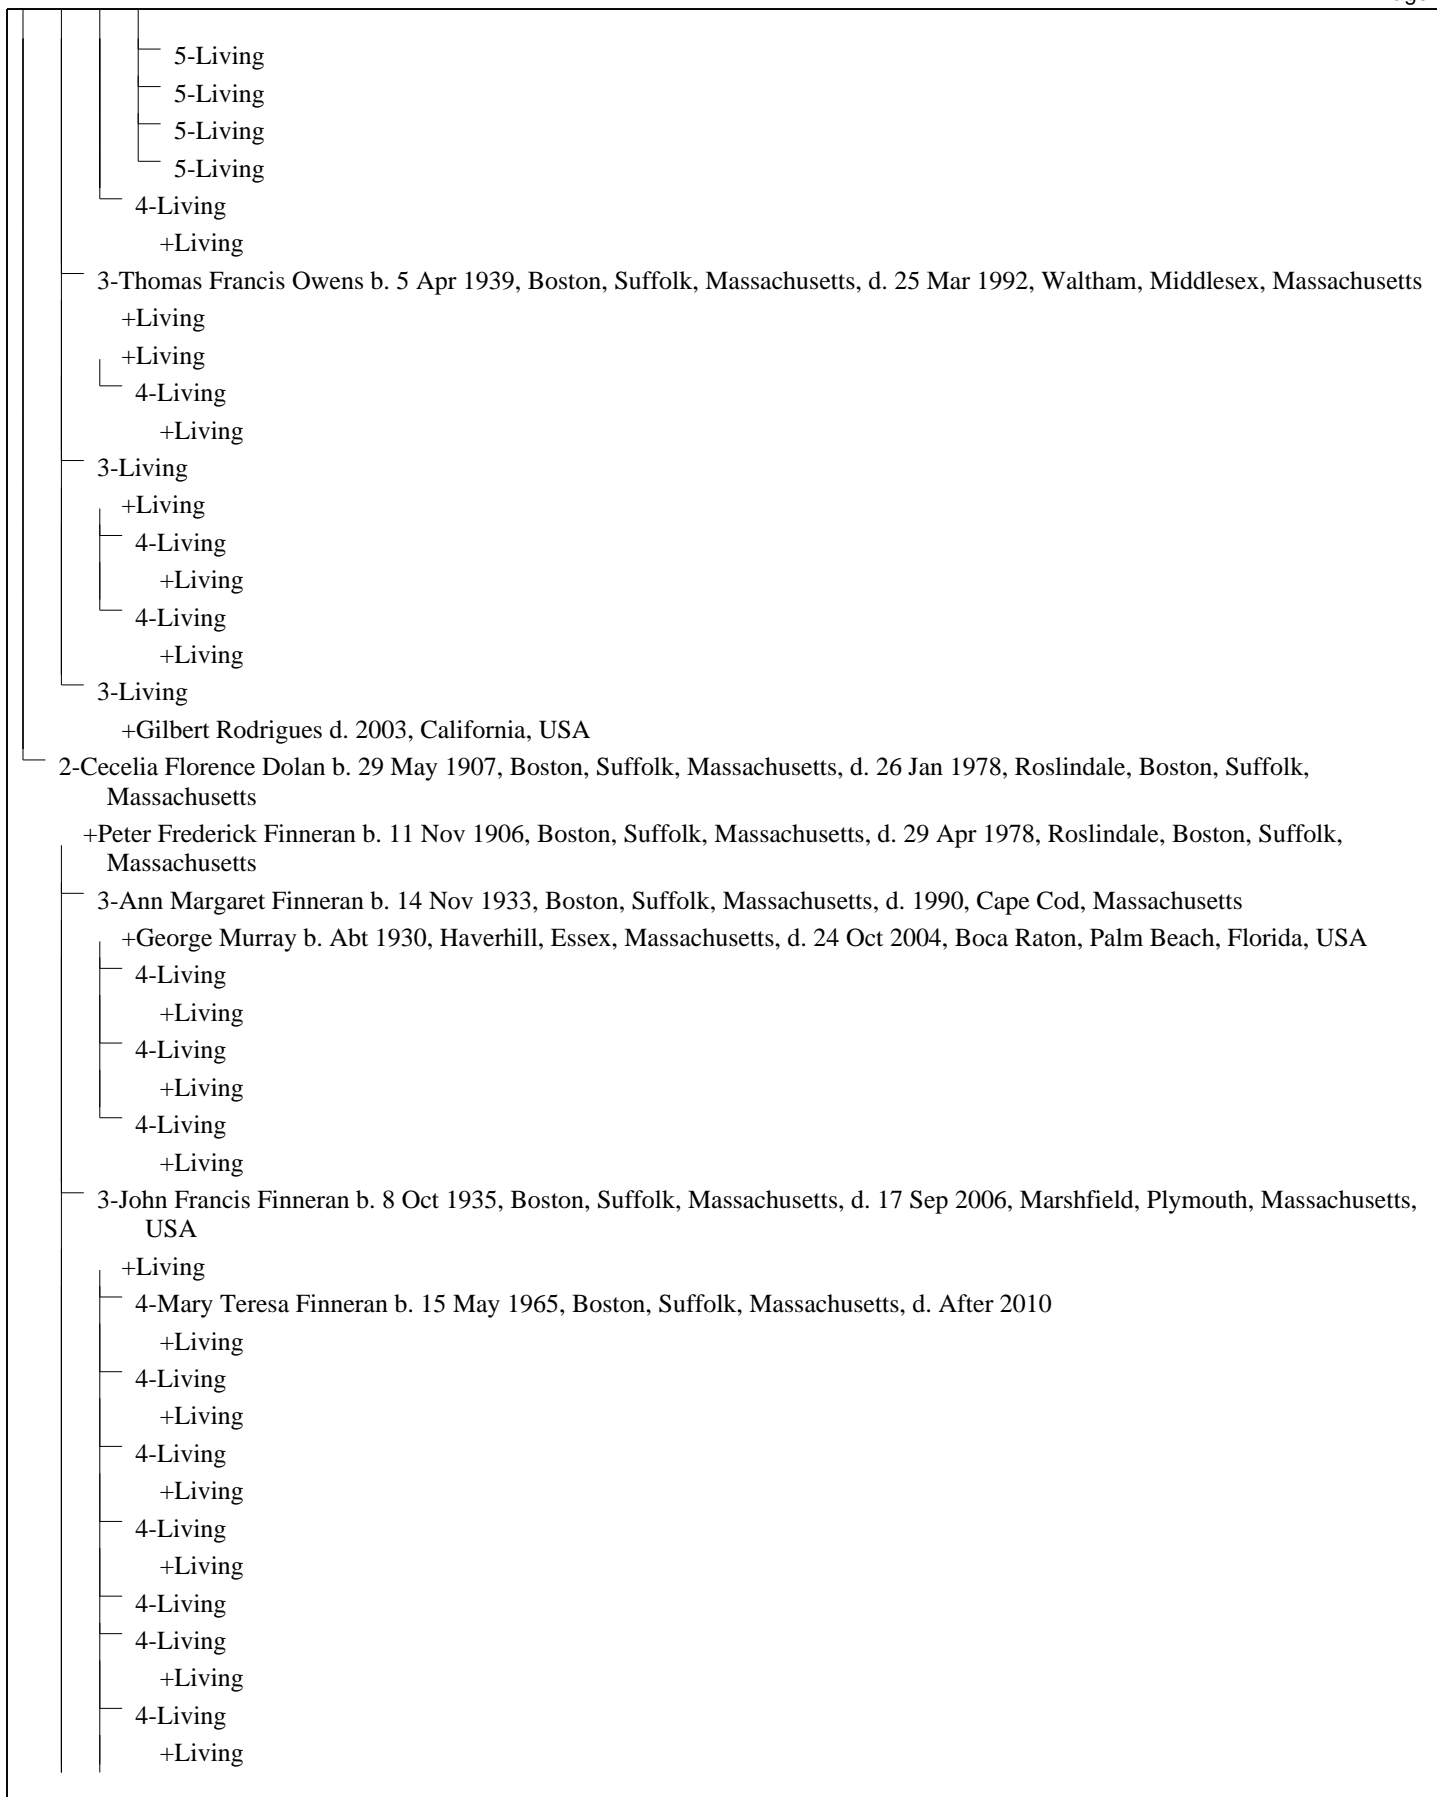 5-Living
5-Living
5-Living
5-Living
4-Living
+Living
3-Thomas Francis Owens b. 5 Apr 1939, Boston, Suffolk, Massachusetts, d. 25 Mar 1992, Waltham, Middlesex, Massachusetts
+Living
+Living
4-Living
+Living
3-Living
+Living
4-Living
+Living
4-Living
+Living
3-Living
+Gilbert Rodrigues d. 2003, California, USA
2-Cecelia Florence Dolan b. 29 May 1907, Boston, Suffolk, Massachusetts, d. 26 Jan 1978, Roslindale, Boston, Suffolk,
Massachusetts
+Peter Frederick Finneran b. 11 Nov 1906, Boston, Suffolk, Massachusetts, d. 29 Apr 1978, Roslindale, Boston, Suffolk,
Massachusetts
3-Ann Margaret Finneran b. 14 Nov 1933, Boston, Suffolk, Massachusetts, d. 1990, Cape Cod, Massachusetts
+George Murray b. Abt 1930, Haverhill, Essex, Massachusetts, d. 24 Oct 2004, Boca Raton, Palm Beach, Florida, USA
4-Living
+Living
4-Living
+Living
4-Living
+Living
3-John Francis Finneran b. 8 Oct 1935, Boston, Suffolk, Massachusetts, d. 17 Sep 2006, Marshfield, Plymouth, Massachusetts,
USA
+Living
4-Mary Teresa Finneran b. 15 May 1965, Boston, Suffolk, Massachusetts, d. After 2010
+Living
4-Living
+Living
4-Living
+Living
4-Living
+Living
4-Living
4-Living
+Living
4-Living
+Living